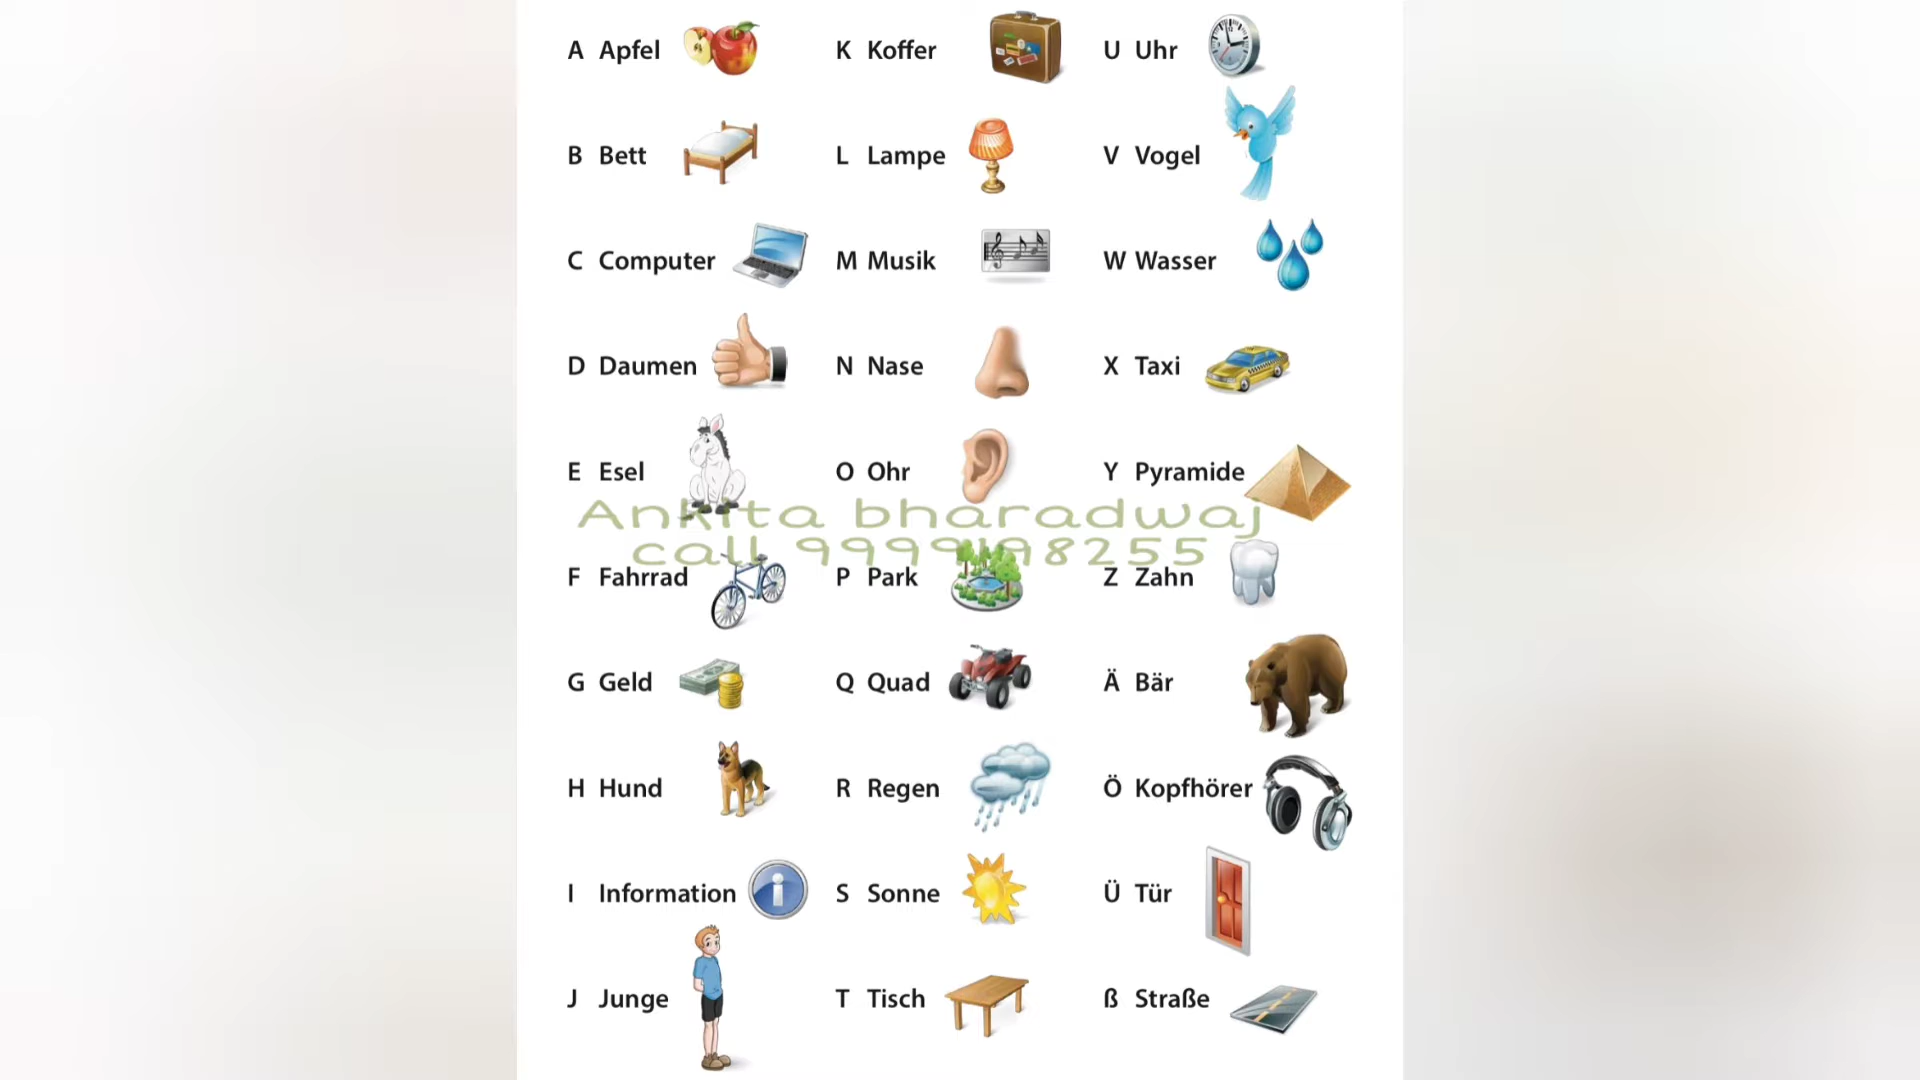 A Apfel
B Bett
C Computer
D Daumen
E Esel
F Fahrrad
G Geld
H Hund
I Information
J Junge
K Koffer
L Lampe
M Musik
N Nase
O Ohr
P Park
Q Quad
R Regen
S Sonne
T Tisch
U Uhr
V Vogel
W Wasser
X Taxi
Y Pyramide
Z Zahn
Ä Bär
Ö Kopfhörer
Ü Tür
ß Straße
Ankita bharadwaj
call